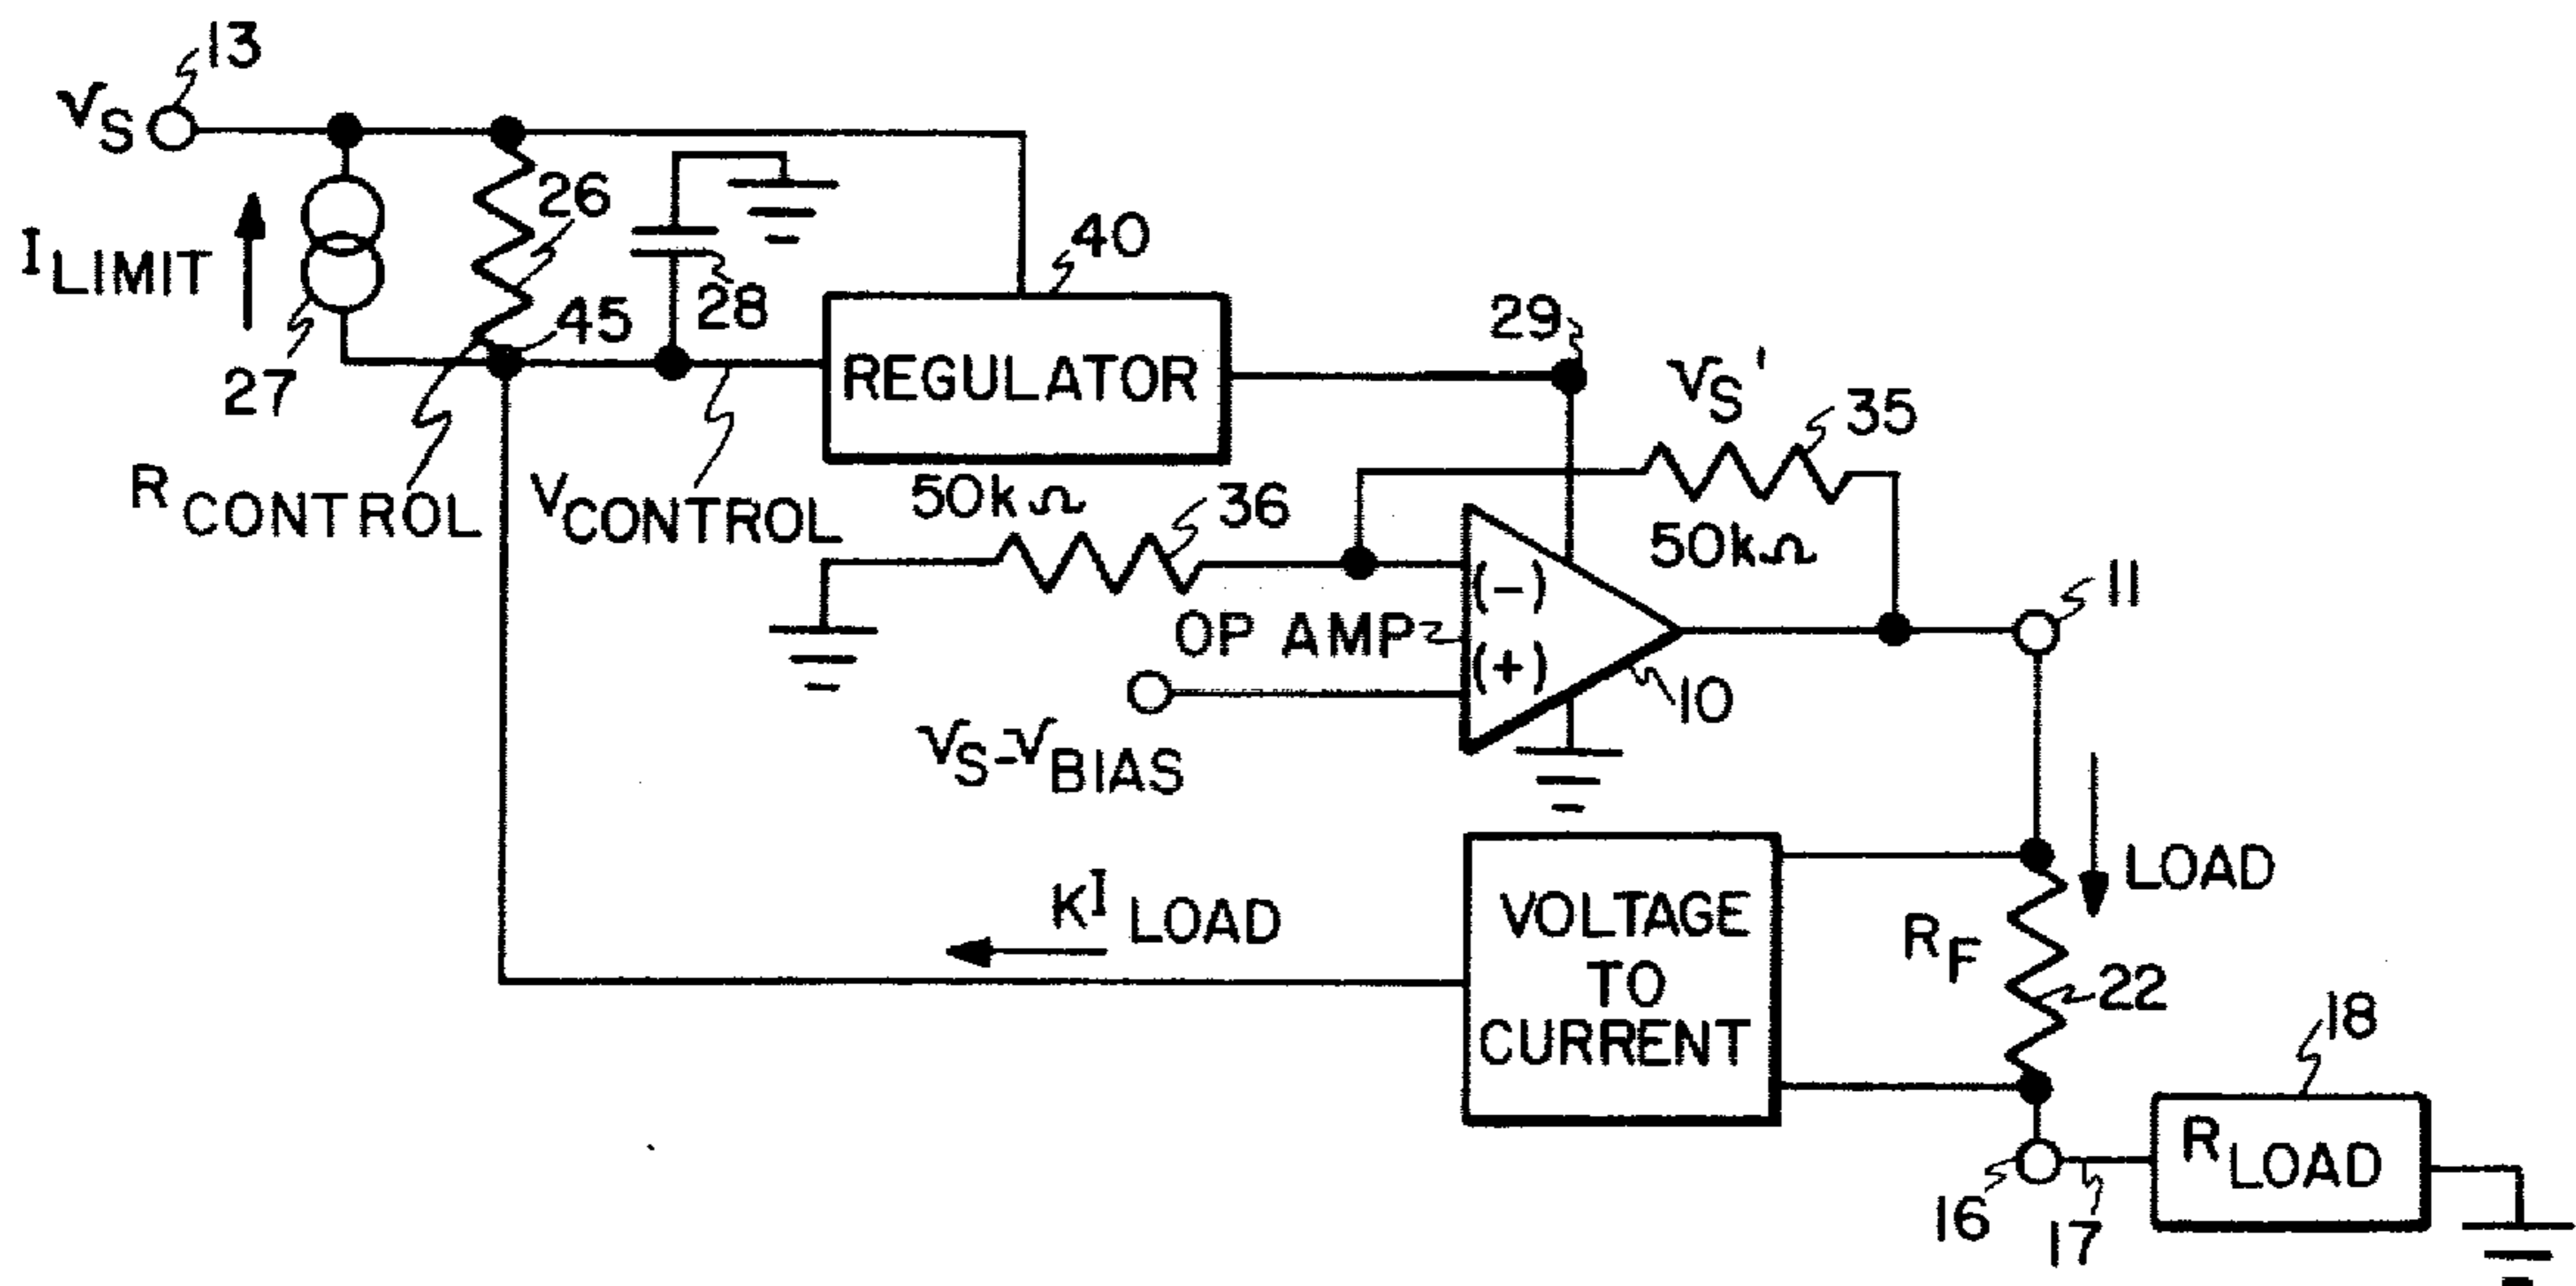 13
VS
26
40
ILIMIT
28
45
29
REGULATOR
VS'
27
35
RCONTROL
VCONTROL
50kΩ
36
50kΩ
(-)
11
OP AMP
(+)
10
VS-VBIAS
LOAD
KILOAD
VOLTAGE
TO
CURRENT
RF
22
18
RLOAD
16
17